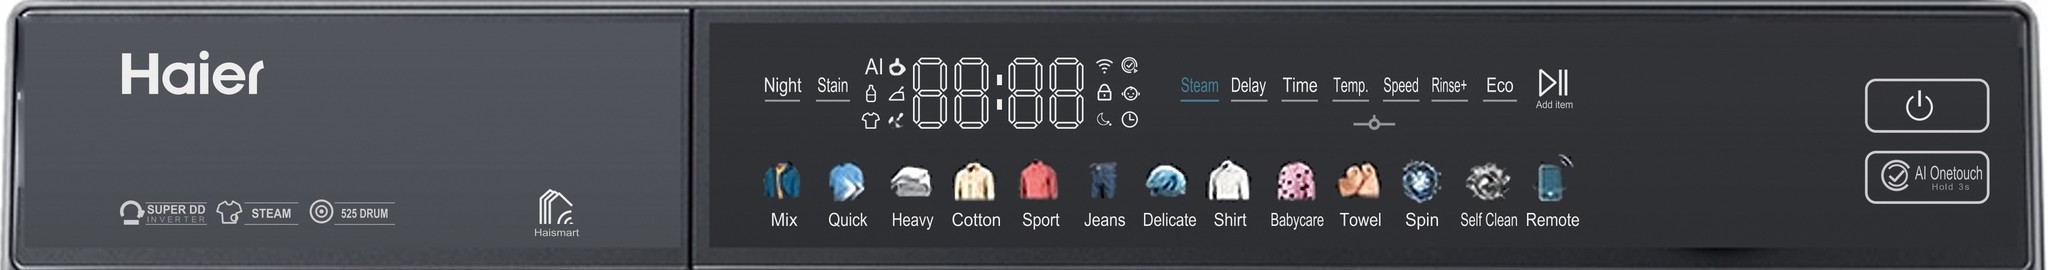 Haier
SUPER DD
INVERTER
STEAM
525 DRUM
Haismart
Night
Stain
AI
88:88
Steam
Delay
Time
Temp.
Speed
Rinse+
Eco
Add item
Mix
Quick
Heavy
Cotton
Sport
Jeans
Delicate
Shirt
Babycare
Towel
Spin
Self Clean
Remote
AI Onetouch
Hold 3s